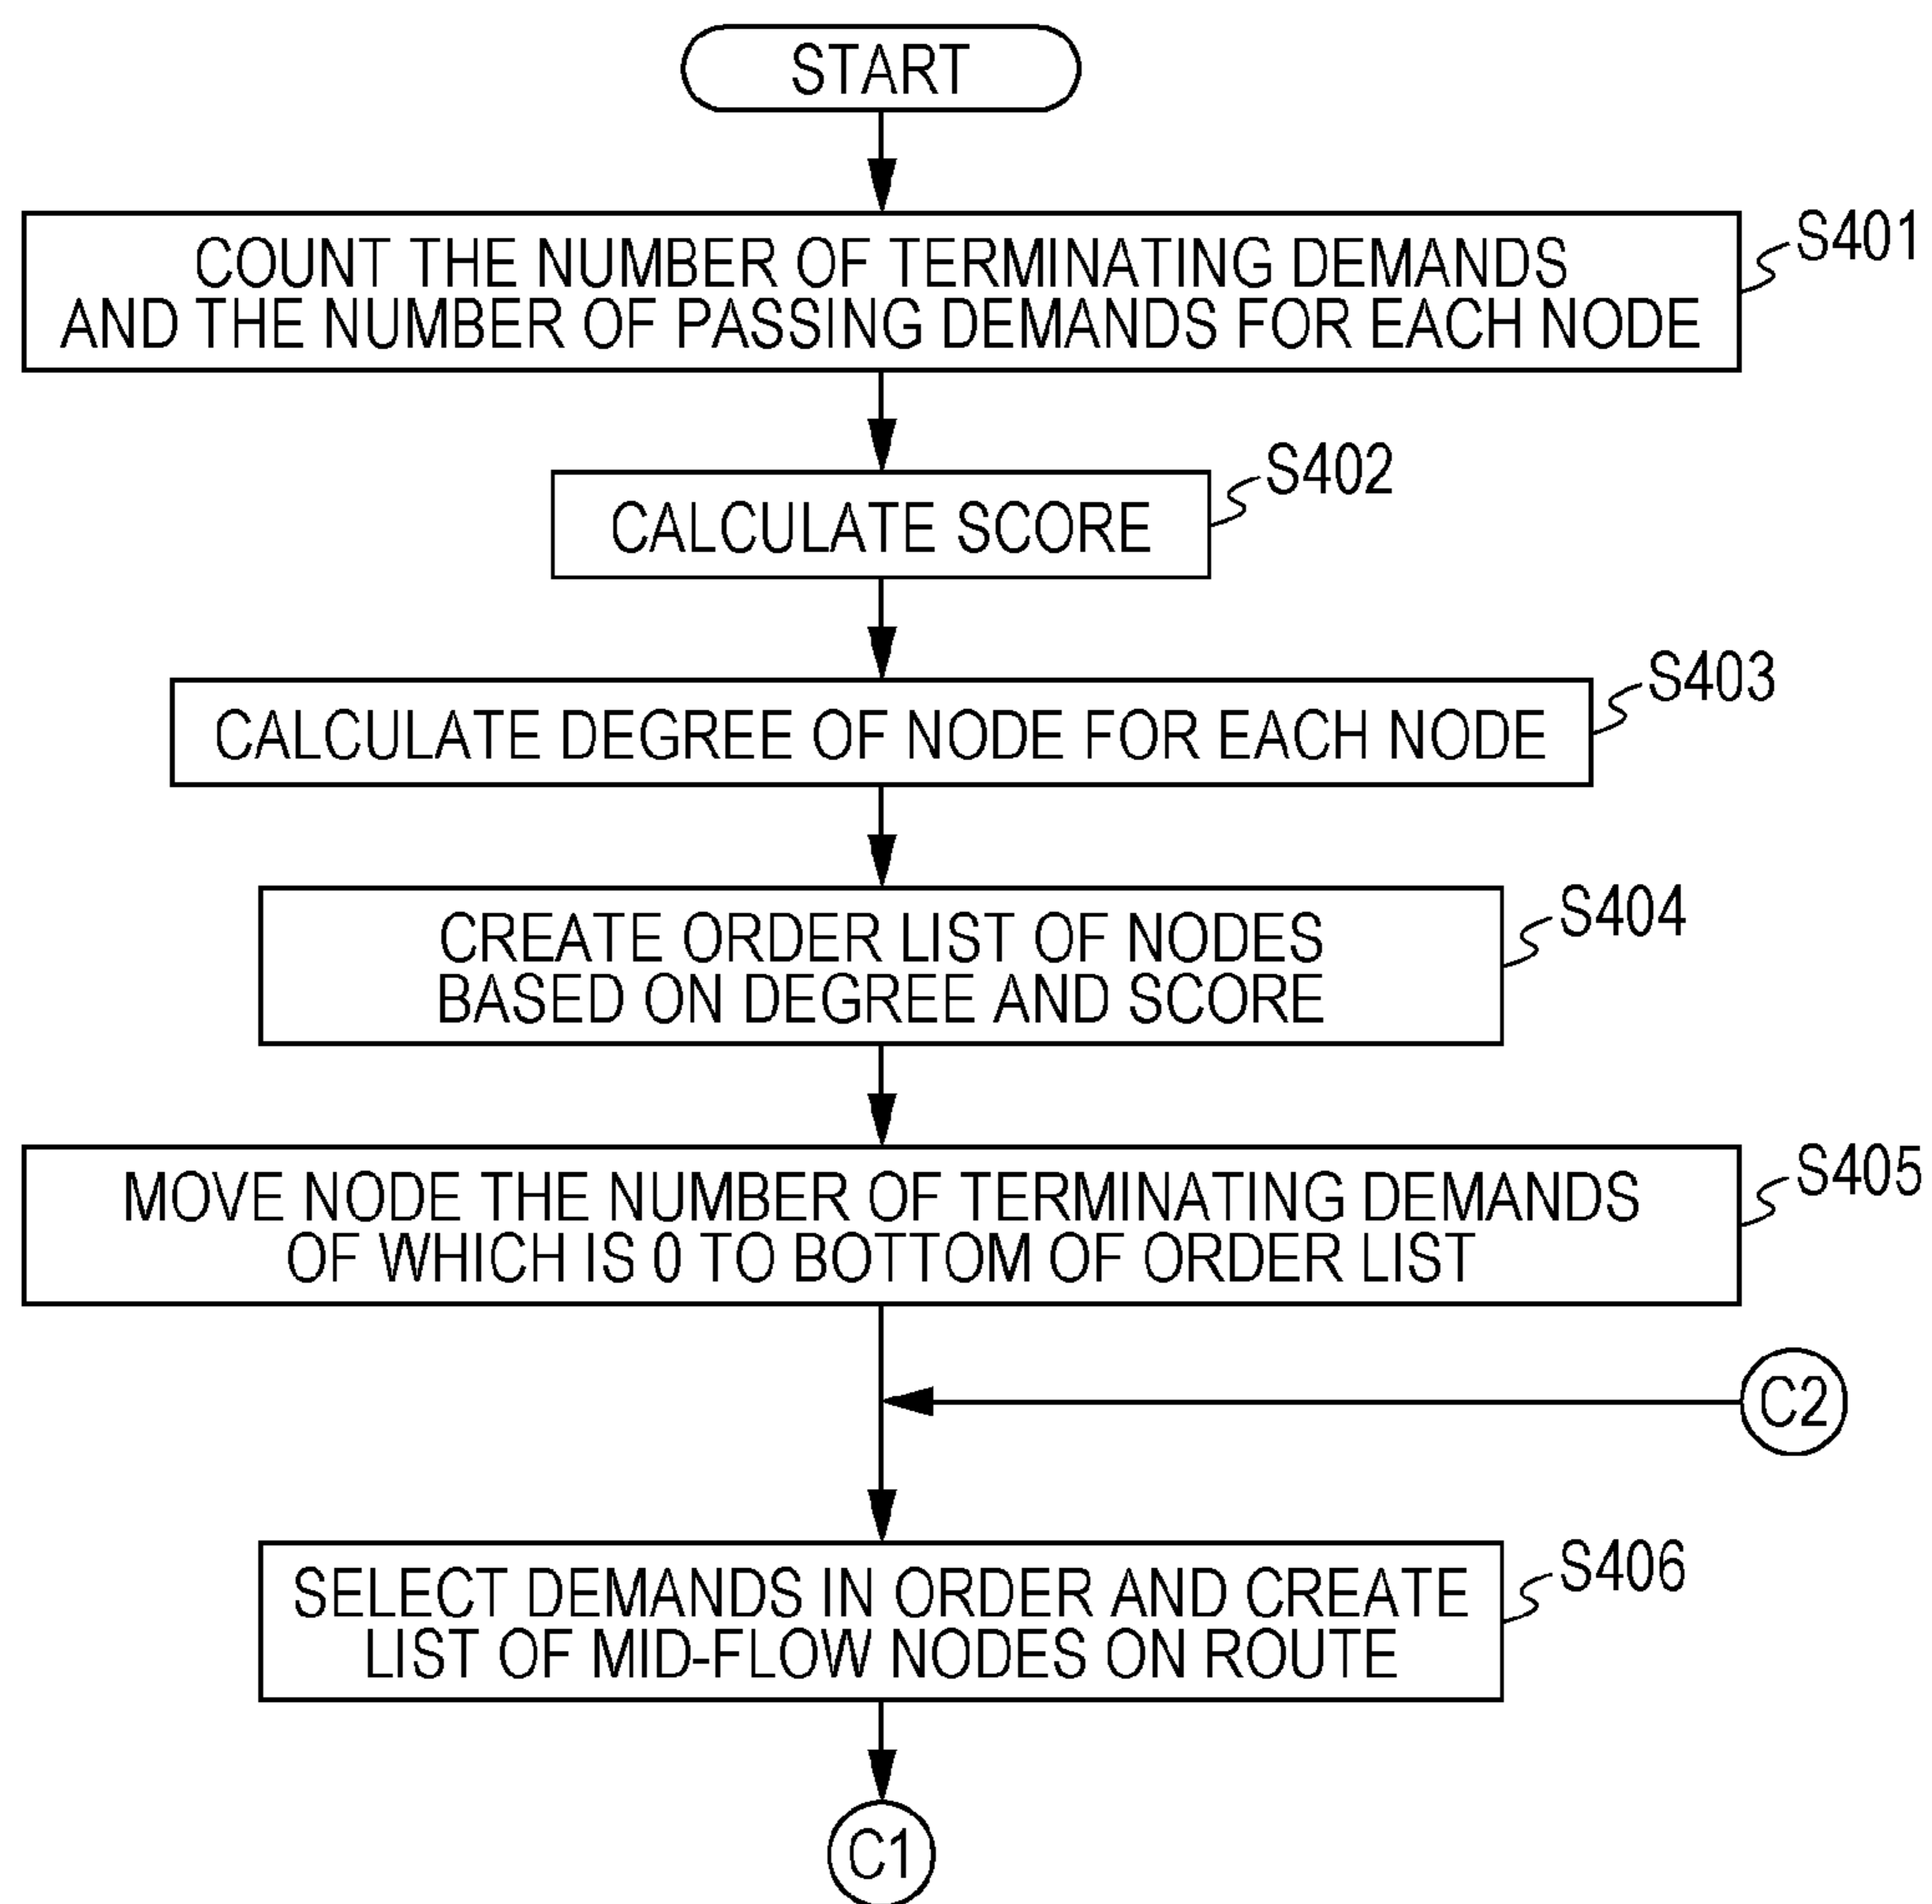 START
S401
COUNT THE NUMBER OF TERMINATING DEMANDS
AND THE NUMBER OF PASSING DEMANDS FOR EACH NODE
S402
CALCULATE SCORE
S403
CALCULATE DEGREE OF NODE FOR EACH NODE
S404
CREATE ORDER LIST OF NODES
BASED ON DEGREE AND SCORE
S405
MOVE NODE THE NUMBER OF TERMINATING DEMANDS
OF WHICH IS 0 TO BOTTOM OF ORDER LIST
C2
S406
SELECT DEMANDS IN ORDER AND CREATE
LIST OF MID-FLOW NODES ON ROUTE
C1